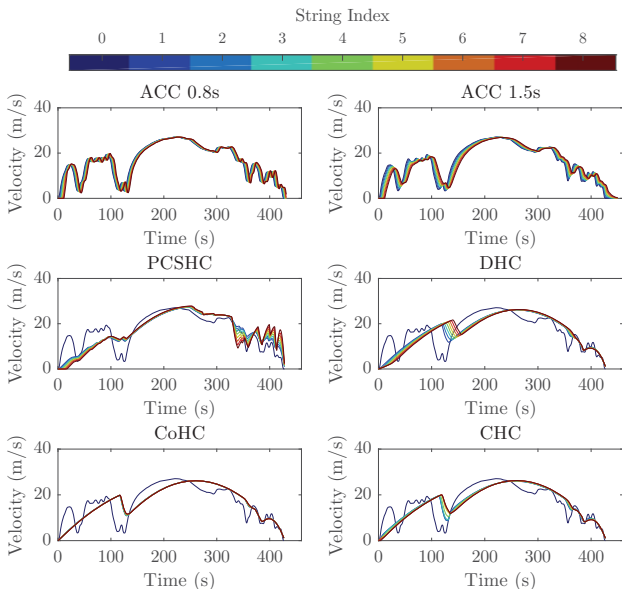 String Index
0 1 2 3 4 5 6 7 8
ACC 0.8s
40
20
0
Velocity (m/s)
0 100 200 300 400
Time (s)
ACC 1.5s
40
20
0
Velocity (m/s)
0 100 200 300 400
Time (s)
PCSHC
40
20
0
Velocity (m/s)
0 100 200 300 400
Time (s)
DHC
40
20
0
Velocity (m/s)
0 100 200 300 400
Time (s)
CoHC
40
20
0
Velocity (m/s)
0 100 200 300 400
Time (s)
CHC
40
20
0
Velocity (m/s)
0 100 200 300 400
Time (s)